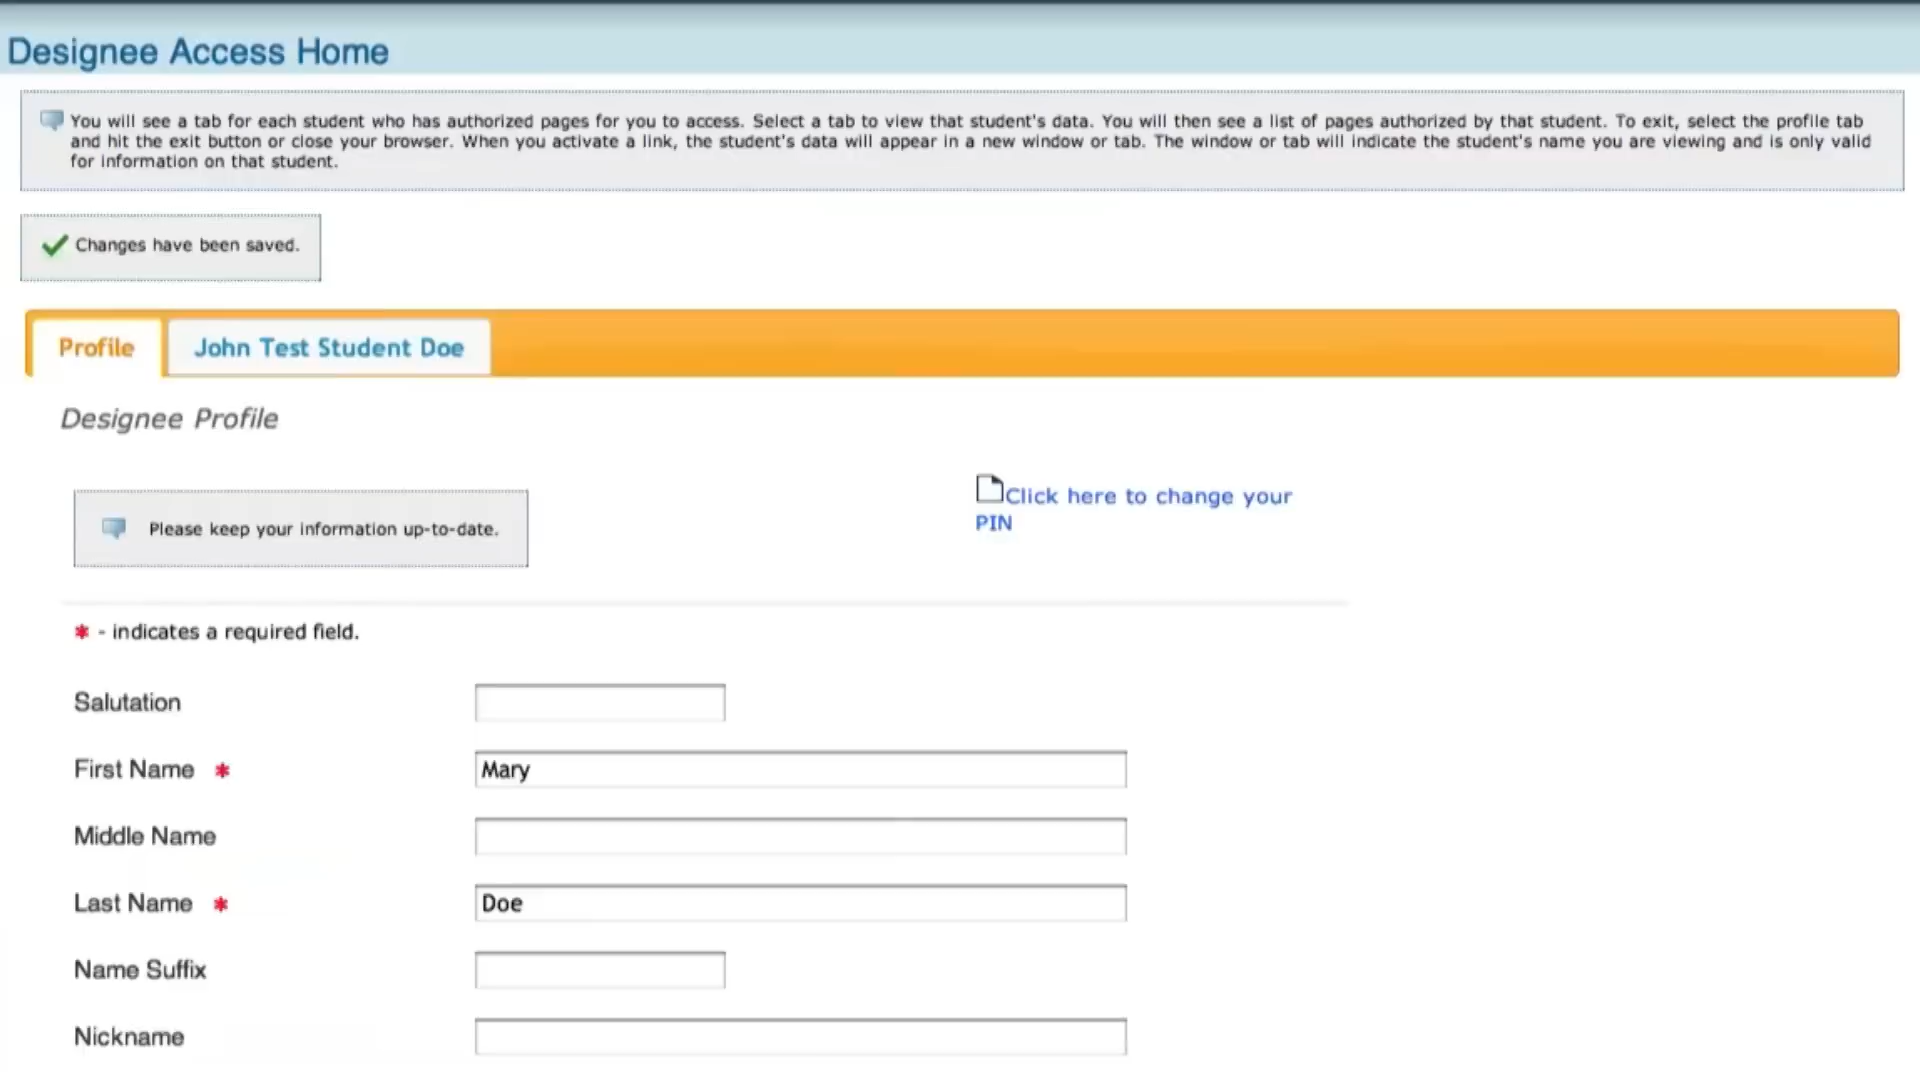 Designee Access Home
You will see a tab for each student who has authorized pages for you to access. Select a tab to view that student's data. You will then see a list of pages authorized by that student. To exit, select the profile tab
and hit the exit button or close your browser. When you activate a link, the student's data will appear in a new window or tab. The window or tab will indicate the student's name you are viewing and is only valid
for information on that student.
Changes have been saved.
Profile John Test Student Doe
Designee Profile
Click here to change your
PIN
Please keep your information up-to-date.
* - indicates a required field.
Salutation
First Name * Mary
Middle Name
Last Name * Doe
Name Suffix
Nickname